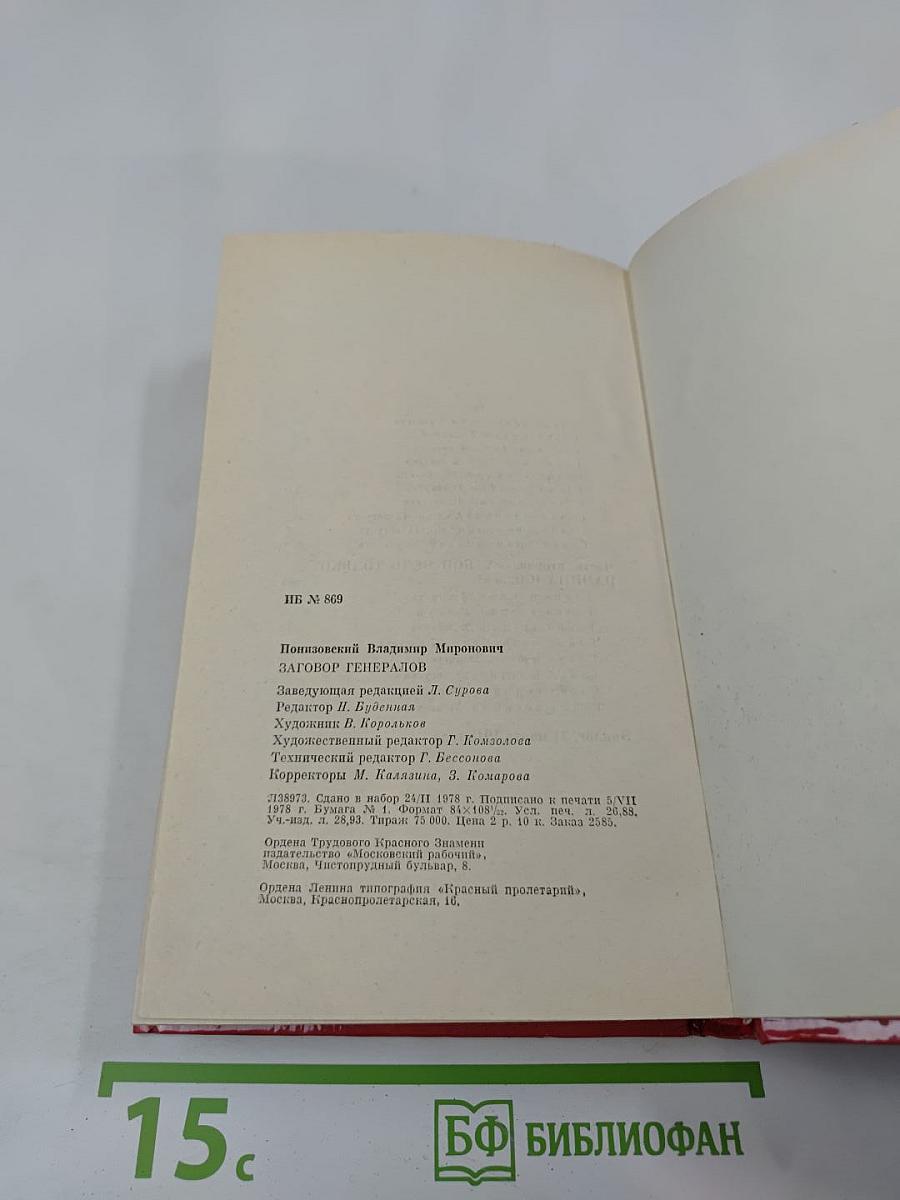 ИБ № 869
Понизовский Владимир Миронович
ЗАГОВОР ГЕНЕРАЛОВ
Заведующая редакцией Л. Сурова
Редактор Н. Буденная
Художник В. Корольков
Художественный редактор Г. Комзолова
Технический редактор Г. Бессонова
Корректоры М. Калязина, З. Комарова
Л38973. Сдано в набор 24/II 1978 г. Подписано к печати 5/VII
1978 г. Бумага № 1. Формат 84×108¹/₃₂. Усл. печ. л. 26,88.
Уч.-изд. л. 28,93. Тираж 75 000. Цена 2 р. 10 к. Заказ 2585.
Ордена Трудового Красного Знамени
издательство «Московский рабочий»,
Москва, Чистопрудный бульвар, 8.
Ордена Ленина типография «Красный пролетарий»,
Москва, Краснопролетарская, 16.
15 с
БФ БИБЛИОФАН